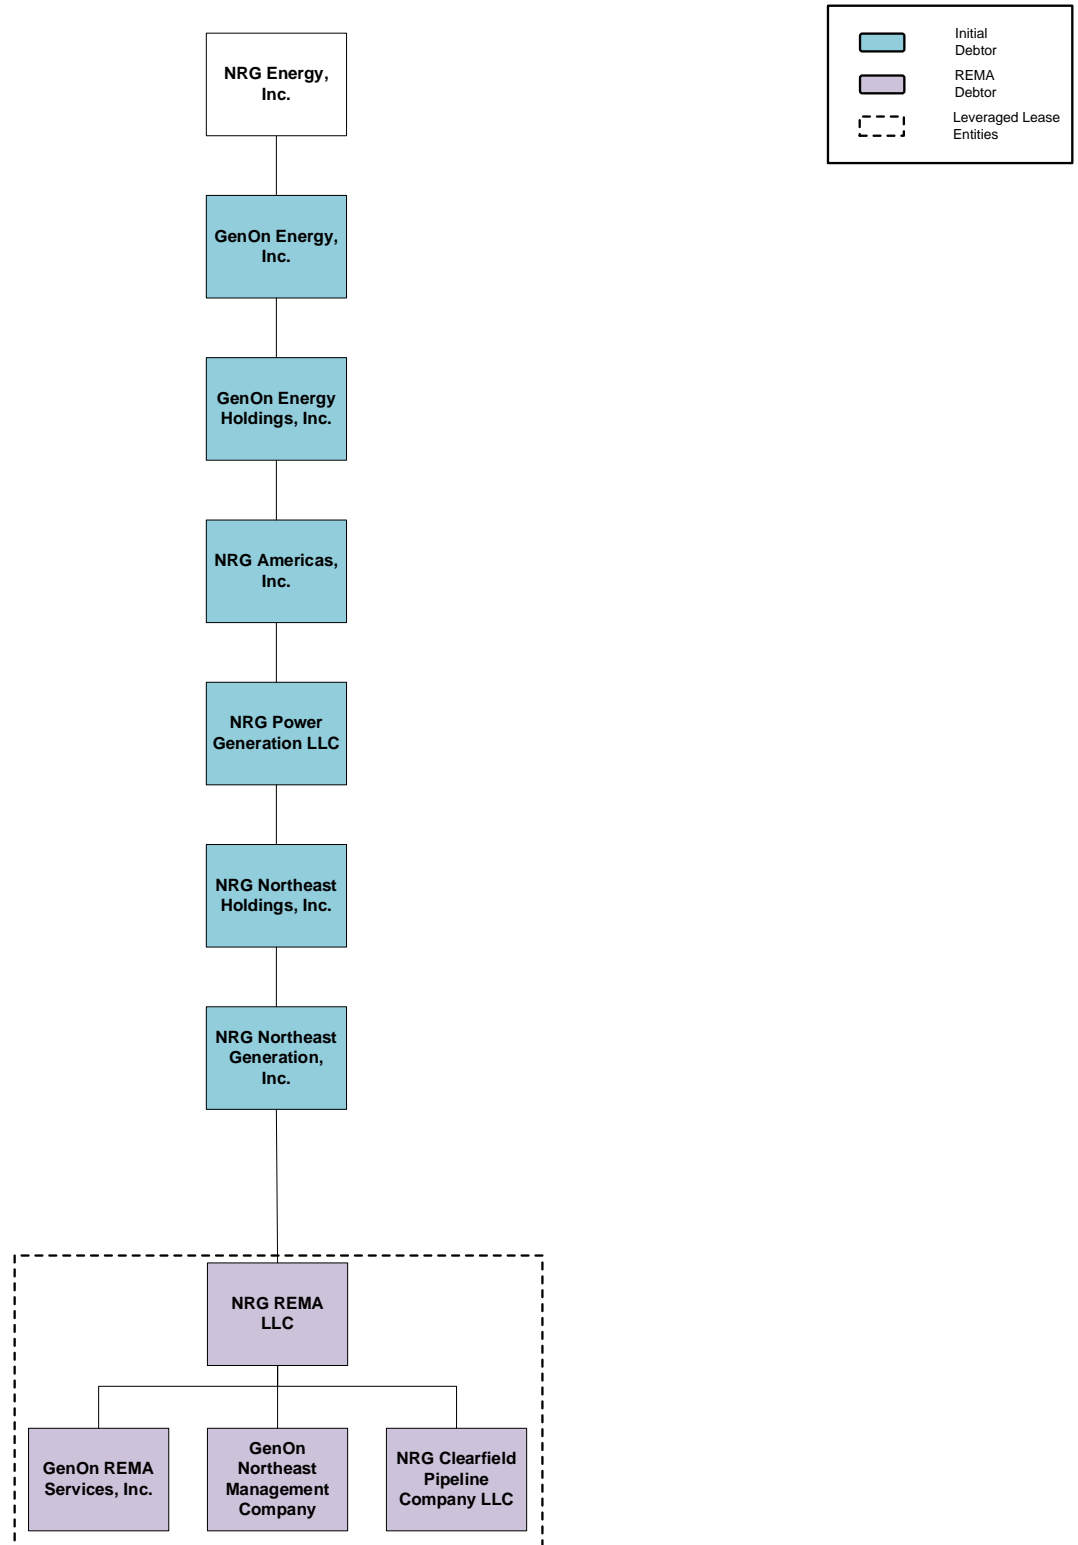 NRG Energy,
Inc.
Initial
Debtor
REMA
Debtor
Leveraged Lease
Entities
GenOn Energy,
Inc.
GenOn Energy
Holdings, Inc.
NRG Americas,
Inc.
NRG Power
Generation LLC
NRG Northeast
Holdings, Inc.
NRG Northeast
Generation,
Inc.
NRG REMA
LLC
GenOn REMA
Services, Inc.
GenOn
Northeast
Management
Company
NRG Clearfield
Pipeline
Company LLC